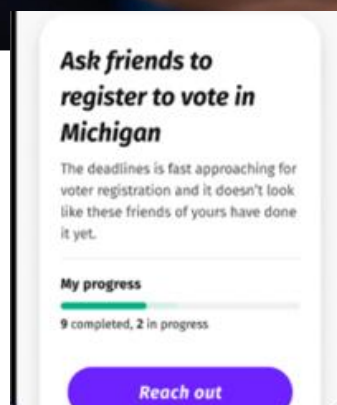 Ask friends to
register to vote in
Michigan
The deadlines is fast approaching for
voter registration and it doesn't look
like these friends of yours have done
it yet.
My progress
9 completed, 2 in progress
Reach out